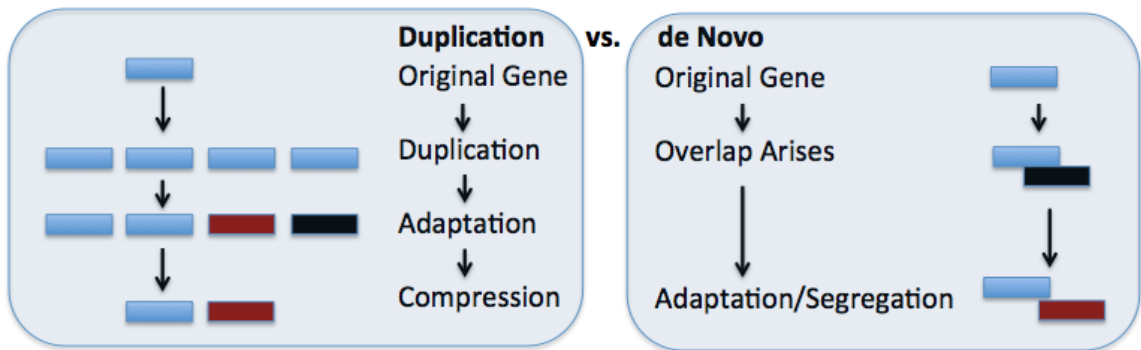 Duplication vs. de Novo
Original Gene
Duplication
Adaptation
Compression
Original Gene
Overlap Arises
Adaptation/Segregation